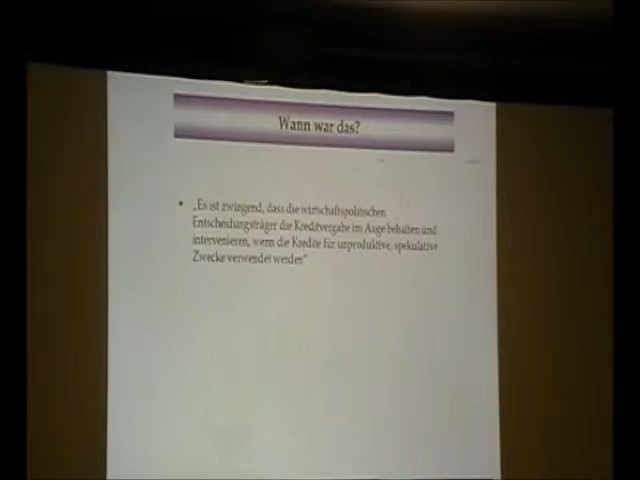 Wann war das?
• „Es ist zwingend, dass die wirtschaftspolitischen
Entscheidungsträger die Kreditvergabe im Auge behalten und
intervenieren, wenn die Kredite für unproduktive, spekulative
Zwecke verwendet werden“